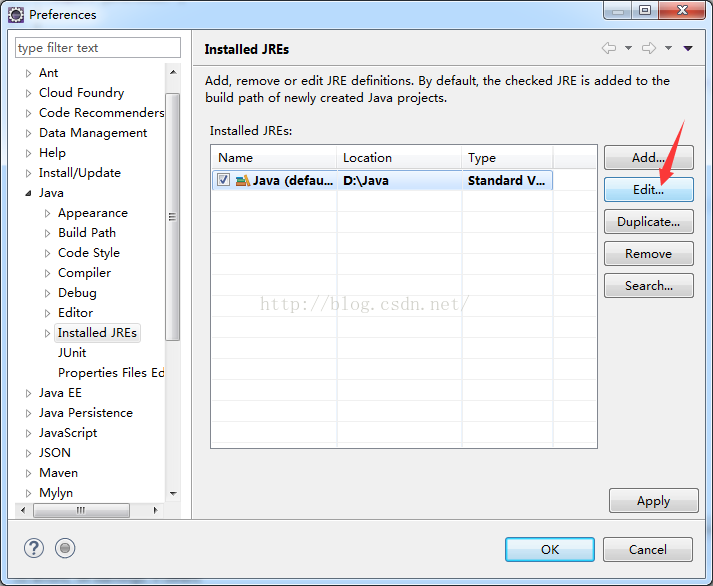 Preferences
type filter text
Ant
Cloud Foundry
Code Recommenders
Data Management
Help
Install/Update
Java
Appearance
Build Path
Code Style
Compiler
Debug
Editor
Installed JREs
JUnit
Properties Files Ed
Java EE
Java Persistence
JavaScript
JSON
Maven
Mylyn
Installed JREs
Add, remove or edit JRE definitions. By default, the checked JRE is added to the
build path of newly created Java projects.
Installed JREs:
Name Location Type
Java (defau... D:\Java Standard V...
http://blog.csdn.net/
Add...
Edit...
Duplicate...
Remove
Search...
Apply
OK Cancel